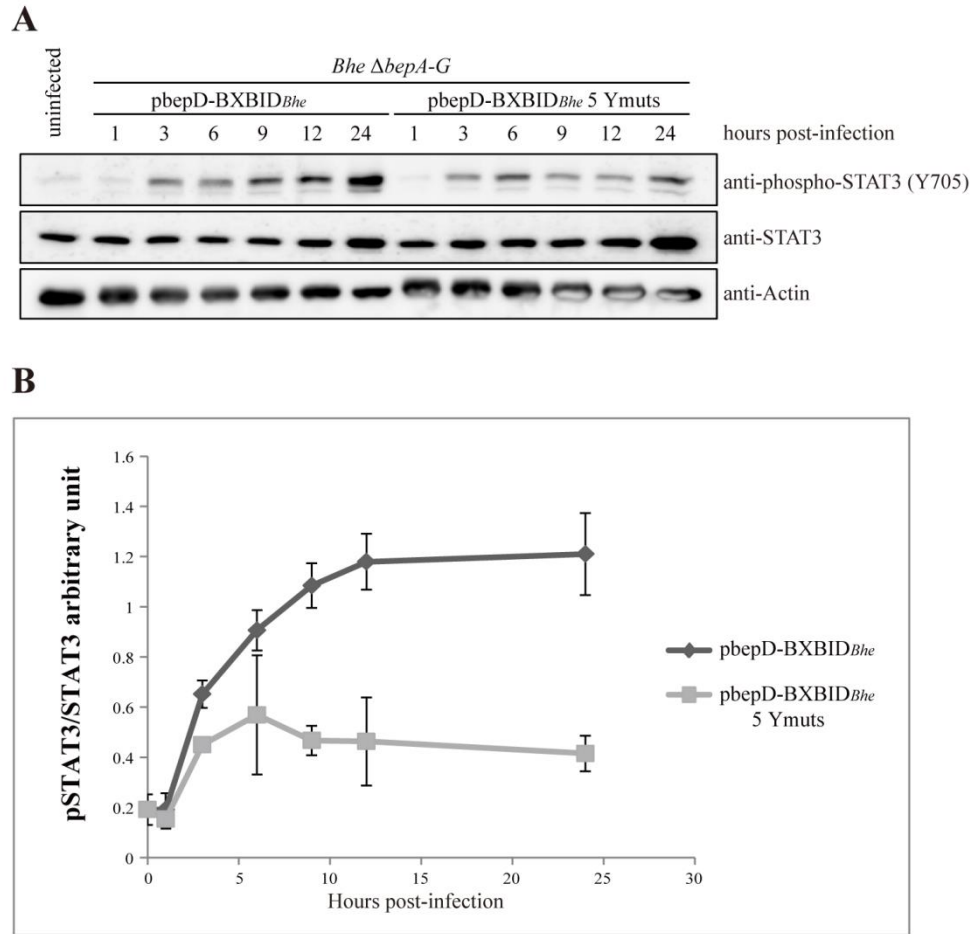 A
uninfected
Bhe ΔbepA-G
pbepD-BXBIDBhe pbepD-BXBIDBhe 5 Ymuts
1 3 6 9 12 24 1 3 6 9 12 24 hours post-infection
anti-phospho-STAT3 (Y705)
anti-STAT3
anti-Actin
B
pSTAT3/STAT3 arbitrary unit
1.6
1.4
1.2
1
0.8
0.6
0.4
0.2
0
0 5 10 15 20 25 30
Hours post-infection
pbepD-BXBIDBhe
pbepD-BXBIDBhe
5 Ymuts